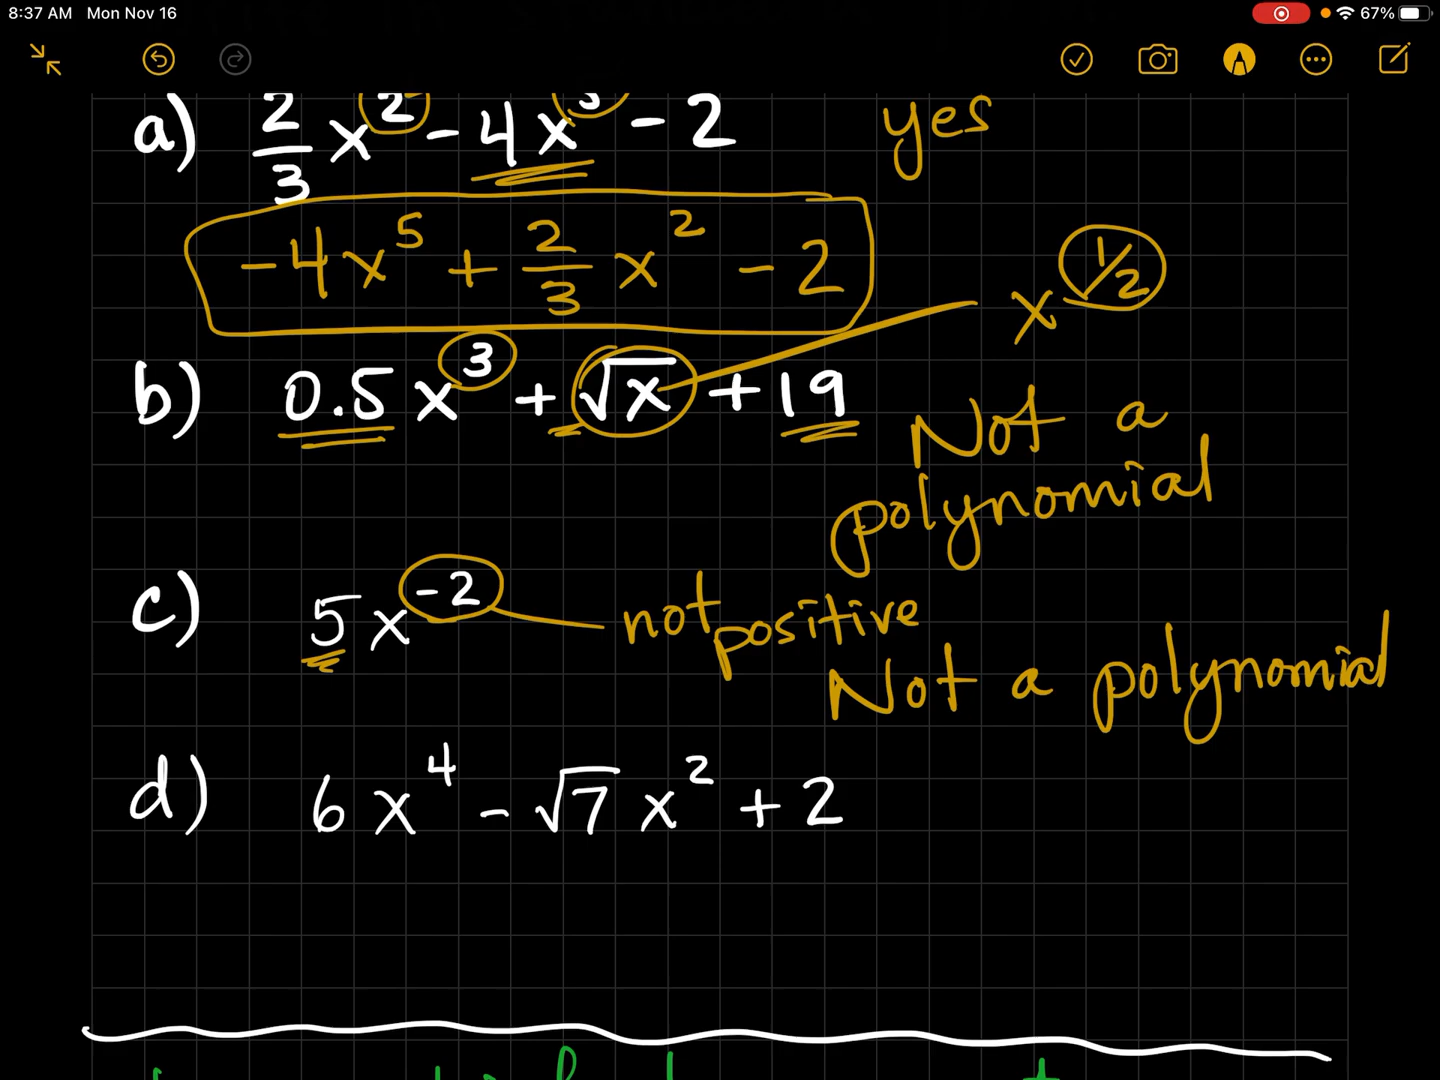 8:37 AM Mon Nov 16 67%
a) 2/3 x^2 - 4x^5 - 2 yes
-4x^5 + 2/3 x^2 - 2
x^1/2
b) 0.5x^3 + √x + 19
Not a
polynomial
c) 5x^-2 not positive
Not a polynomial
d) 6x^4 - √7 x^2 + 2